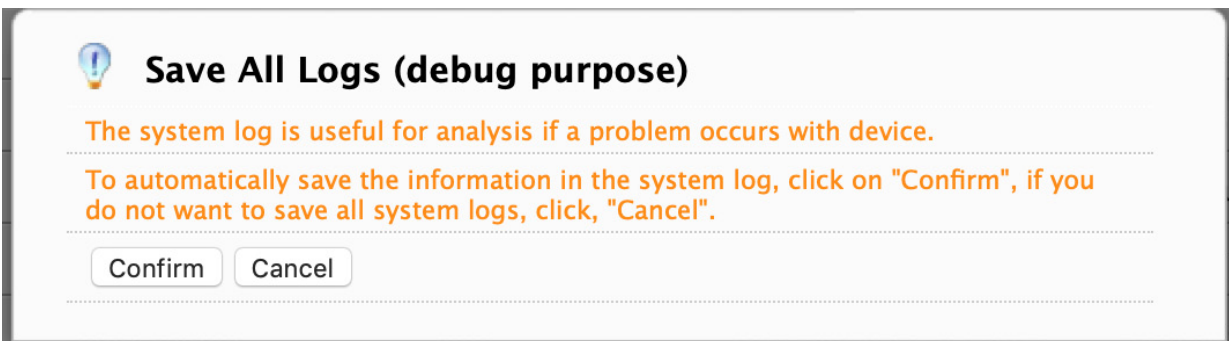 Save All Logs (debug purpose)
The system log is useful for analysis if a problem occurs with device.
To automatically save the information in the system log, click on "Confirm", if you
do not want to save all system logs, click, "Cancel".
Confirm Cancel